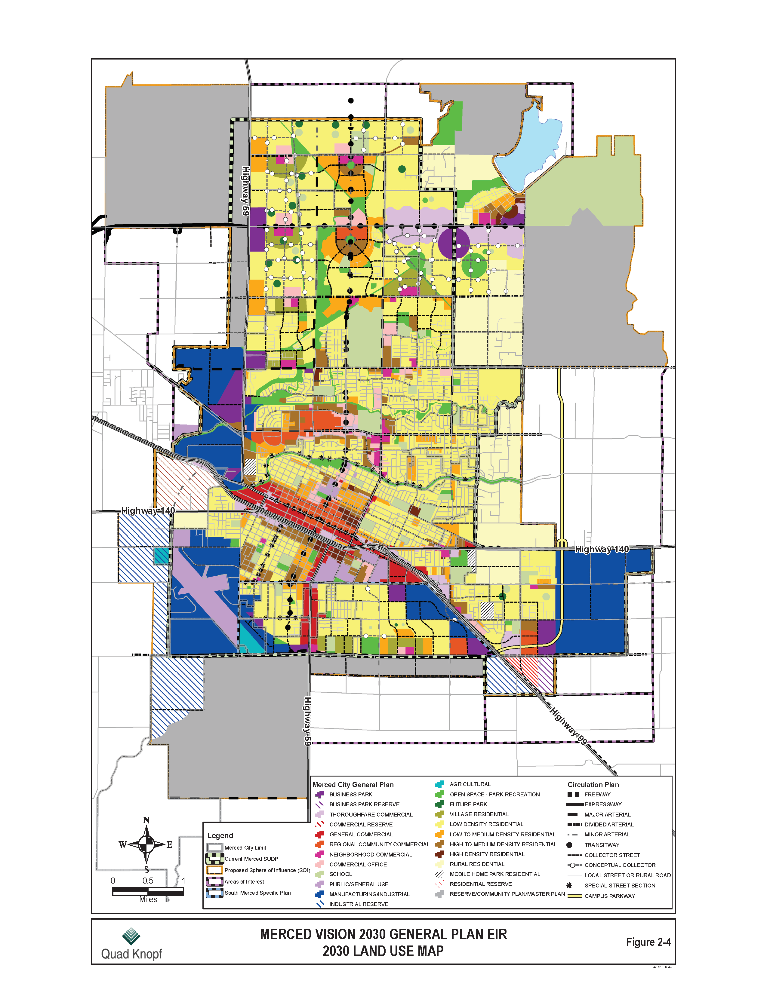 Highway 59
Highway 140
Highway 140
Highway 59
Highway 99
N
W
E
S
0
0.5
1
Miles
Legend
Merced City Limit
Current Merced SUDP
Proposed Sphere of Influence (SOI)
Areas of Interest
South Merced Specific Plan
Merced City General Plan
BUSINESS PARK
BUSINESS PARK RESERVE
THOROUGHFARE COMMERCIAL
COMMERCIAL RESERVE
GENERAL COMMERCIAL
REGIONAL COMMUNITY COMMERCIAL
NEIGHBORHOOD COMMERCIAL
COMMERCIAL OFFICE
SCHOOL
PUBLIC/GENERAL USE
MANUFACTURING/INDUSTRIAL
INDUSTRIAL RESERVE
AGRICULTURAL
OPEN SPACE - PARK RECREATION
FUTURE PARK
VILLAGE RESIDENTIAL
LOW DENSITY RESIDENTIAL
LOW TO MEDIUM DENSITY RESIDENTIAL
HIGH TO MEDIUM DENSITY RESIDENTIAL
HIGH DENSITY RESIDENTIAL
RURAL RESIDENTIAL
MOBILE HOME PARK RESIDENTIAL
RESIDENTIAL RESERVE
RESERVE/COMMUNITY PLAN/MASTER PLAN
Circulation Plan
FREEWAY
EXPRESSWAY
MAJOR ARTERIAL
DIVIDED ARTERIAL
MINOR ARTERIAL
TRANSITWAY
COLLECTOR STREET
CONCEPTUAL COLLECTOR
LOCAL STREET OR RURAL ROAD
SPECIAL STREET SECTION
CAMPUS PARKWAY
Quad Knopf
MERCED VISION 2030 GENERAL PLAN EIR
2030 LAND USE MAP
Figure 2-4
Job No.: 060429